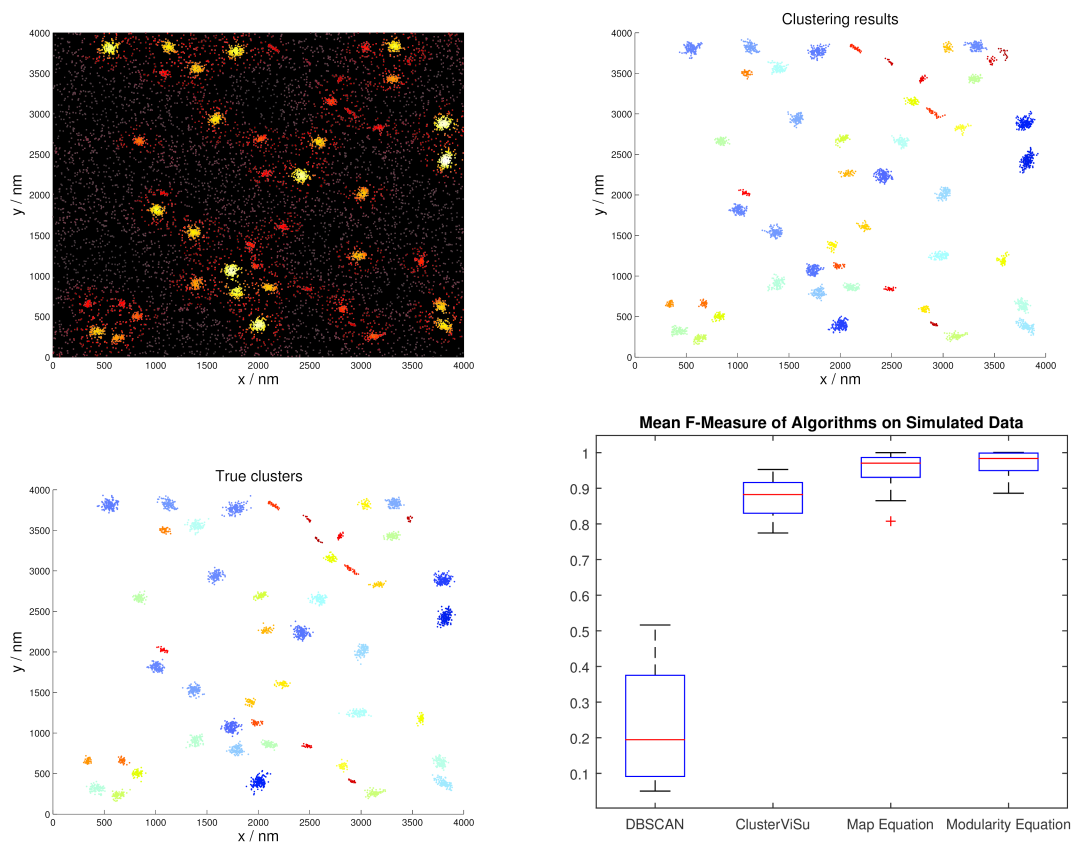 4000
3500
3000
2500
2000
1500
1000
500
0
y / nm
0 500 1000 1500 2000 2500 3000 3500 4000
x / nm
Clustering results
4000
3500
3000
2500
2000
1500
1000
500
0
y / nm
0 500 1000 1500 2000 2500 3000 3500 4000
x / nm
True clusters
4000
3500
3000
2500
2000
1500
1000
500
0
y / nm
0 500 1000 1500 2000 2500 3000 3500 4000
x / nm
Mean F-Measure of Algorithms on Simulated Data
1
0.9
0.8
0.7
0.6
0.5
0.4
0.3
0.2
0.1
DBSCAN ClusterViSu Map Equation Modularity Equation